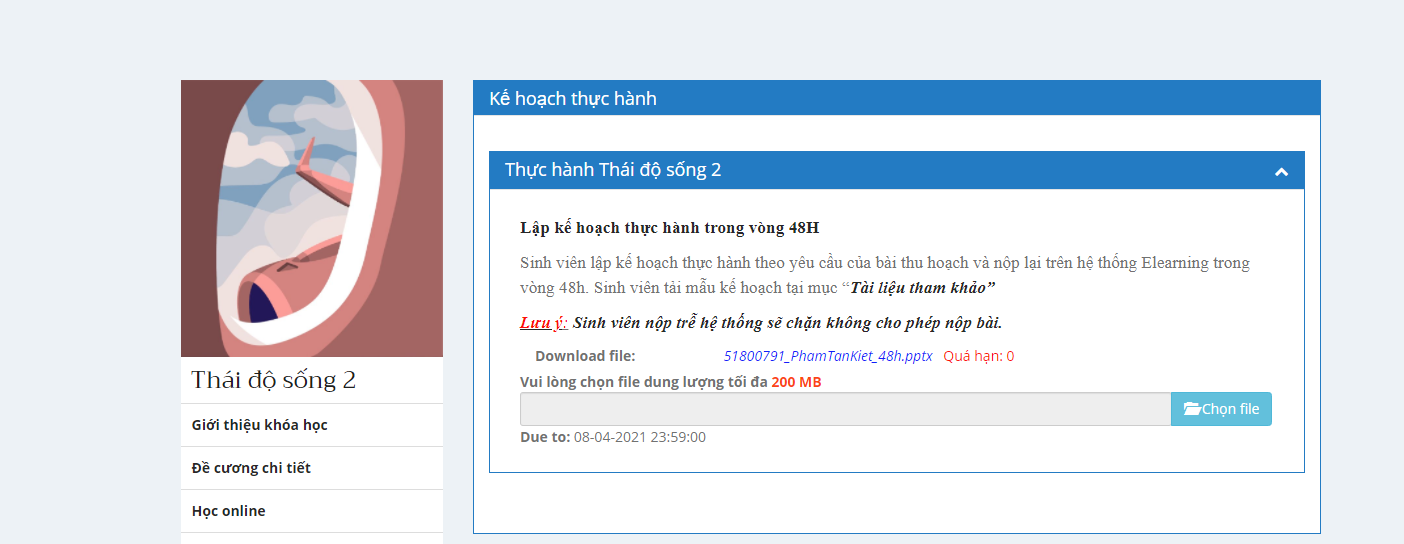 Thái độ sống 2
Giới thiệu khóa học
Đề cương chi tiết
Học online
Kế hoạch thực hành
Thực hành Thái độ sống 2
Lập kế hoạch thực hành trong vòng 48H
Sinh viên lập kế hoạch thực hành theo yêu cầu của bài thu hoạch và nộp lại trên hệ thống Elearning trong
vòng 48h. Sinh viên tải mẫu kế hoạch tại mục “Tài liệu tham khảo”
Lưu ý: Sinh viên nộp trễ hệ thống sẽ chặn không cho phép nộp bài.
Download file: 51800791_PhamTanKiet_48h.pptx Quá hạn: 0
Vui lòng chọn file dung lượng tối đa 200 MB
Chọn file
Due to: 08-04-2021 23:59:00